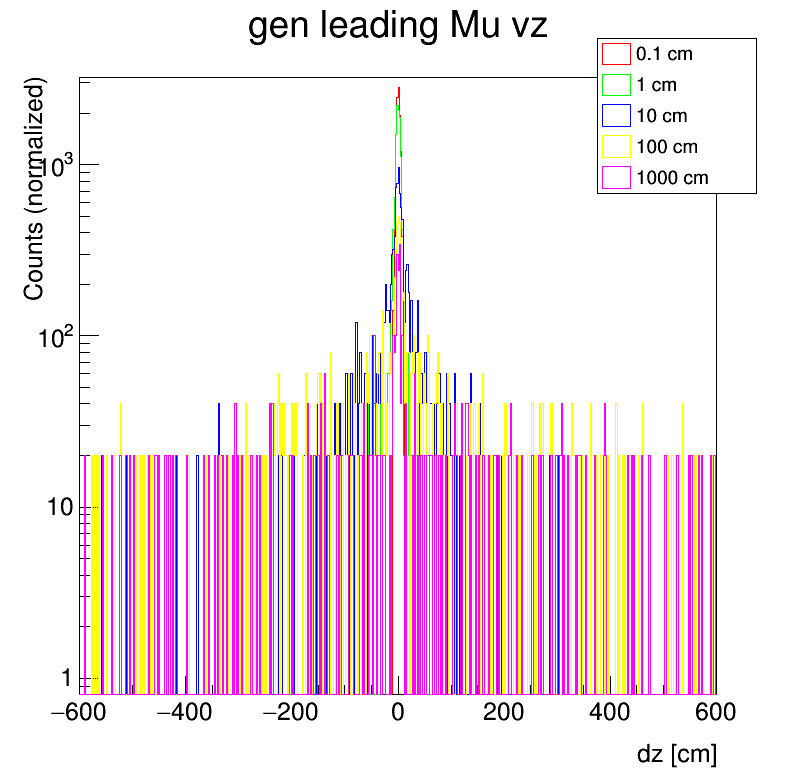 gen leading Mu vz
0.1 cm
1 cm
10 cm
100 cm
1000 cm
Counts (normalized)
10³
10²
10
1
−600
−400
−200
0
200
400
600
dz [cm]